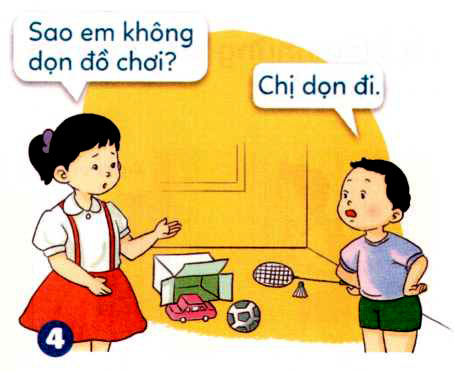 Sao em không
dọn đồ chơi?
Chị dọn đi.
4